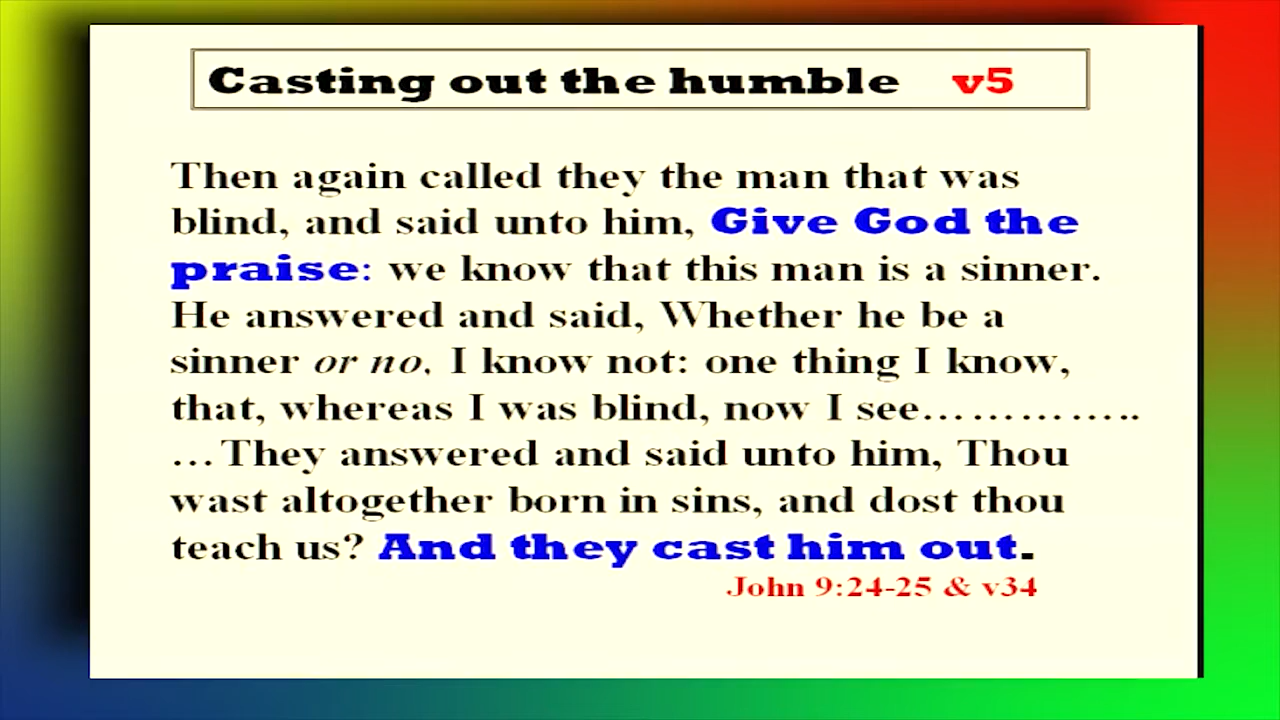 Casting out the humble v5
Then again called they the man that was
blind, and said unto him, Give God the
praise: we know that this man is a sinner.
He answered and said, Whether he be a
sinner or no, I know not: one thing I know,
that, whereas I was blind, now I see…………..
…They answered and said unto him, Thou
wast altogether born in sins, and dost thou
teach us? And they cast him out.
John 9:24-25 & v34